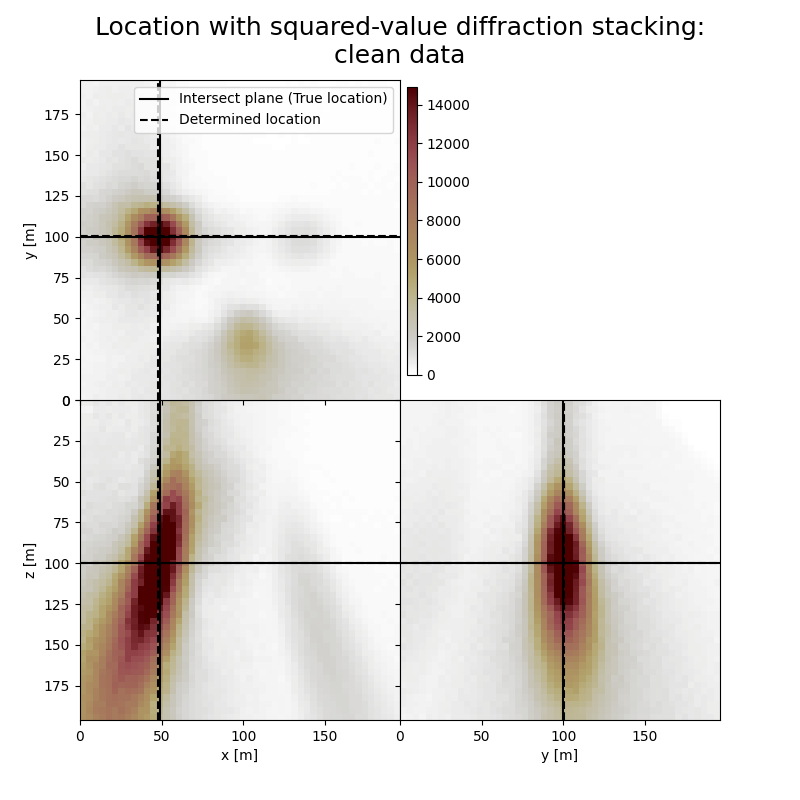 Location with squared-value diffraction stacking:
clean data
Intersect plane (True location)
Determined location
175
150
125
100
75
50
25
0
y [m]
14000
12000
10000
8000
6000
4000
2000
0
25
50
75
100
125
150
175
z [m]
0 50 100 150
x [m]
0 50 100 150
y [m]